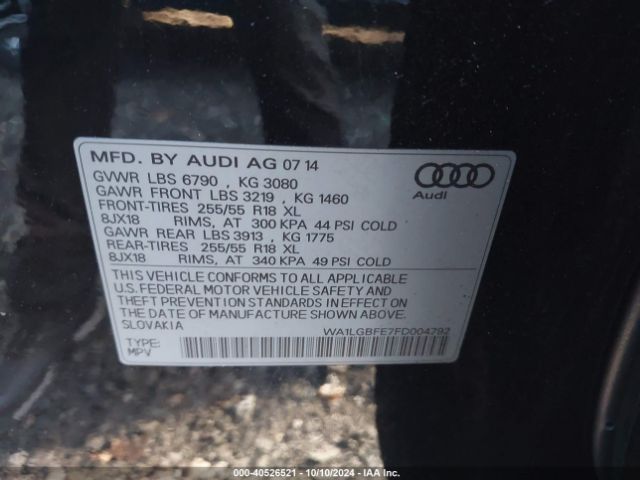 MFD. BY AUDI AG 07 14
GVWR LBS 6790 , KG 3080
GAWR FRONT LBS 3219 , KG 1460
FRONT-TIRES 255/55 R18 XL
8JX18 RIMS, AT 300 KPA 44 PSI COLD
GAWR REAR LBS 3913 , KG 1775
REAR-TIRES 255/55 R18 XL
8JX18 RIMS, AT 340 KPA 49 PSI COLD
THIS VEHICLE CONFORMS TO ALL APPLICABLE
U.S. FEDERAL MOTOR VEHICLE SAFETY AND
THEFT PREVENTION STANDARDS IN EFFECT ON
THE DATE OF MANUFACTURE SHOWN ABOVE.
SLOVAKIA
WA1LGBFE7FD004792
TYPE:
MPV
Audi
000-40526521 - 10/10/2024 - IAA Inc.